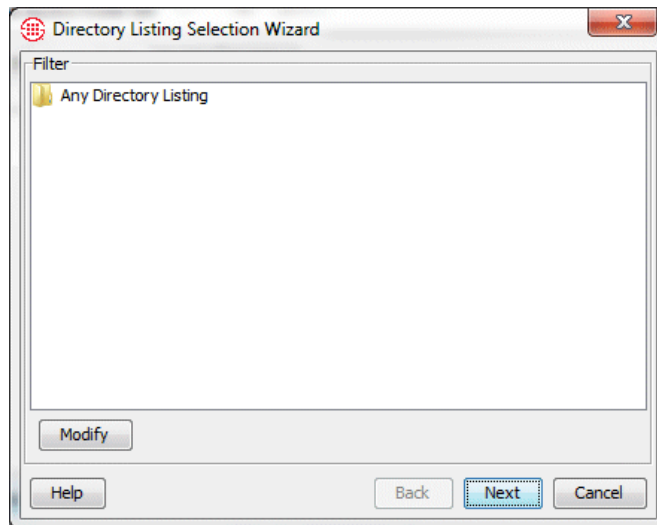 Directory Listing Selection Wizard
Filter
Any Directory Listing
Modify
Help
Back
Next
Cancel